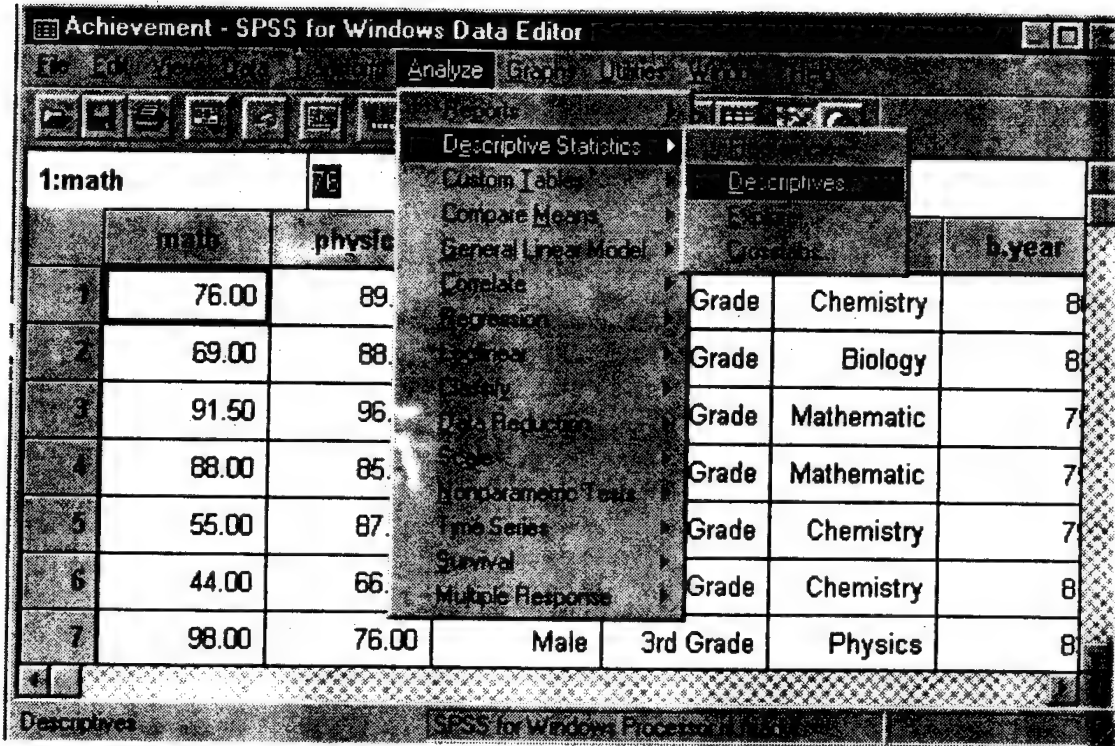 Achievement - SPSS for Windows Data Editor
File Edit View Data Transform Analyze Graphs Utilities Window Help
Reports
Descriptive Statistics
Custom Tables
Compare Means
General Linear Model
Correlate
Regression
Loglinear
Classify
Data Reduction
Scale
Nonparametric Tests
Time Series
Survival
Multiple Response
Descriptives...
Explore...
Crosstabs...
1:math 76
math physic b.year
1 76.00 89. Grade Chemistry
2 69.00 88. Grade Biology
3 91.50 96. Grade Mathematic
4 88.00 85. Grade Mathematic
5 55.00 87. Grade Chemistry
6 44.00 66. Grade Chemistry
7 98.00 76.00 Male 3rd Grade Physics
Descriptives SPSS for Windows Processor